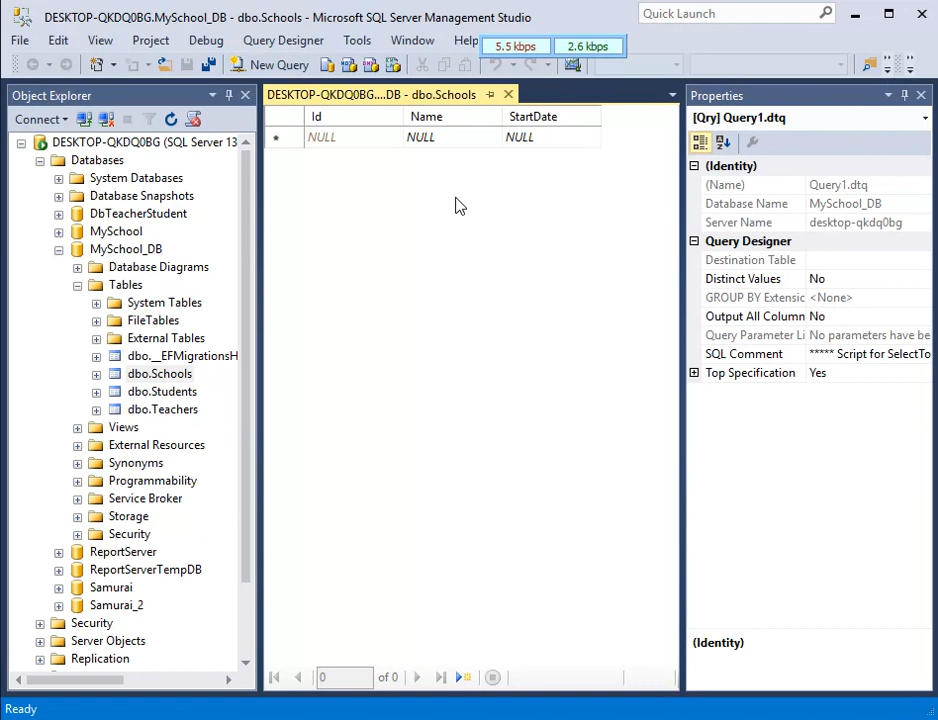 DESKTOP-QKDQ0BG.MySchool_DB - dbo.Schools - Microsoft SQL Server Management Studio
Quick Launch
File Edit View Project Debug Query Designer Tools Window Help
5.5 kbps 2.6 kbps
New Query
Object Explorer
Connect
DESKTOP-QKDQ0BG (SQL Server 13
Databases
System Databases
Database Snapshots
DbTeacherStudent
MySchool
MySchool_DB
Database Diagrams
Tables
System Tables
FileTables
External Tables
dbo.__EFMigrationsH
dbo.Schools
dbo.Students
dbo.Teachers
Views
External Resources
Synonyms
Programmability
Service Broker
Storage
Security
ReportServer
ReportServerTempDB
Samurai
Samurai_2
Security
Server Objects
Replication
DESKTOP-QKDQ0BG....DB - dbo.Schools
Id Name StartDate
* NULL NULL NULL
0 of 0
Properties
[Qry] Query1.dtq
(Identity)
(Name) Query1.dtq
Database Name MySchool_DB
Server Name desktop-qkdq0bg
Query Designer
Destination Table
Distinct Values No
GROUP BY Extensic <None>
Output All Column No
Query Parameter Li No parameters have be
SQL Comment ***** Script for SelectTo
Top Specification Yes
(Identity)
Ready